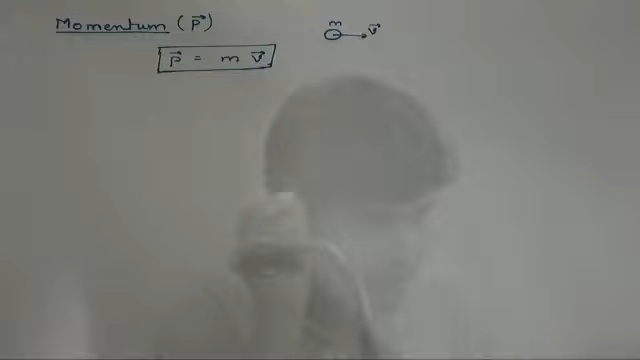 Momentum (p⃗)
m
v⃗
p⃗ = m v⃗